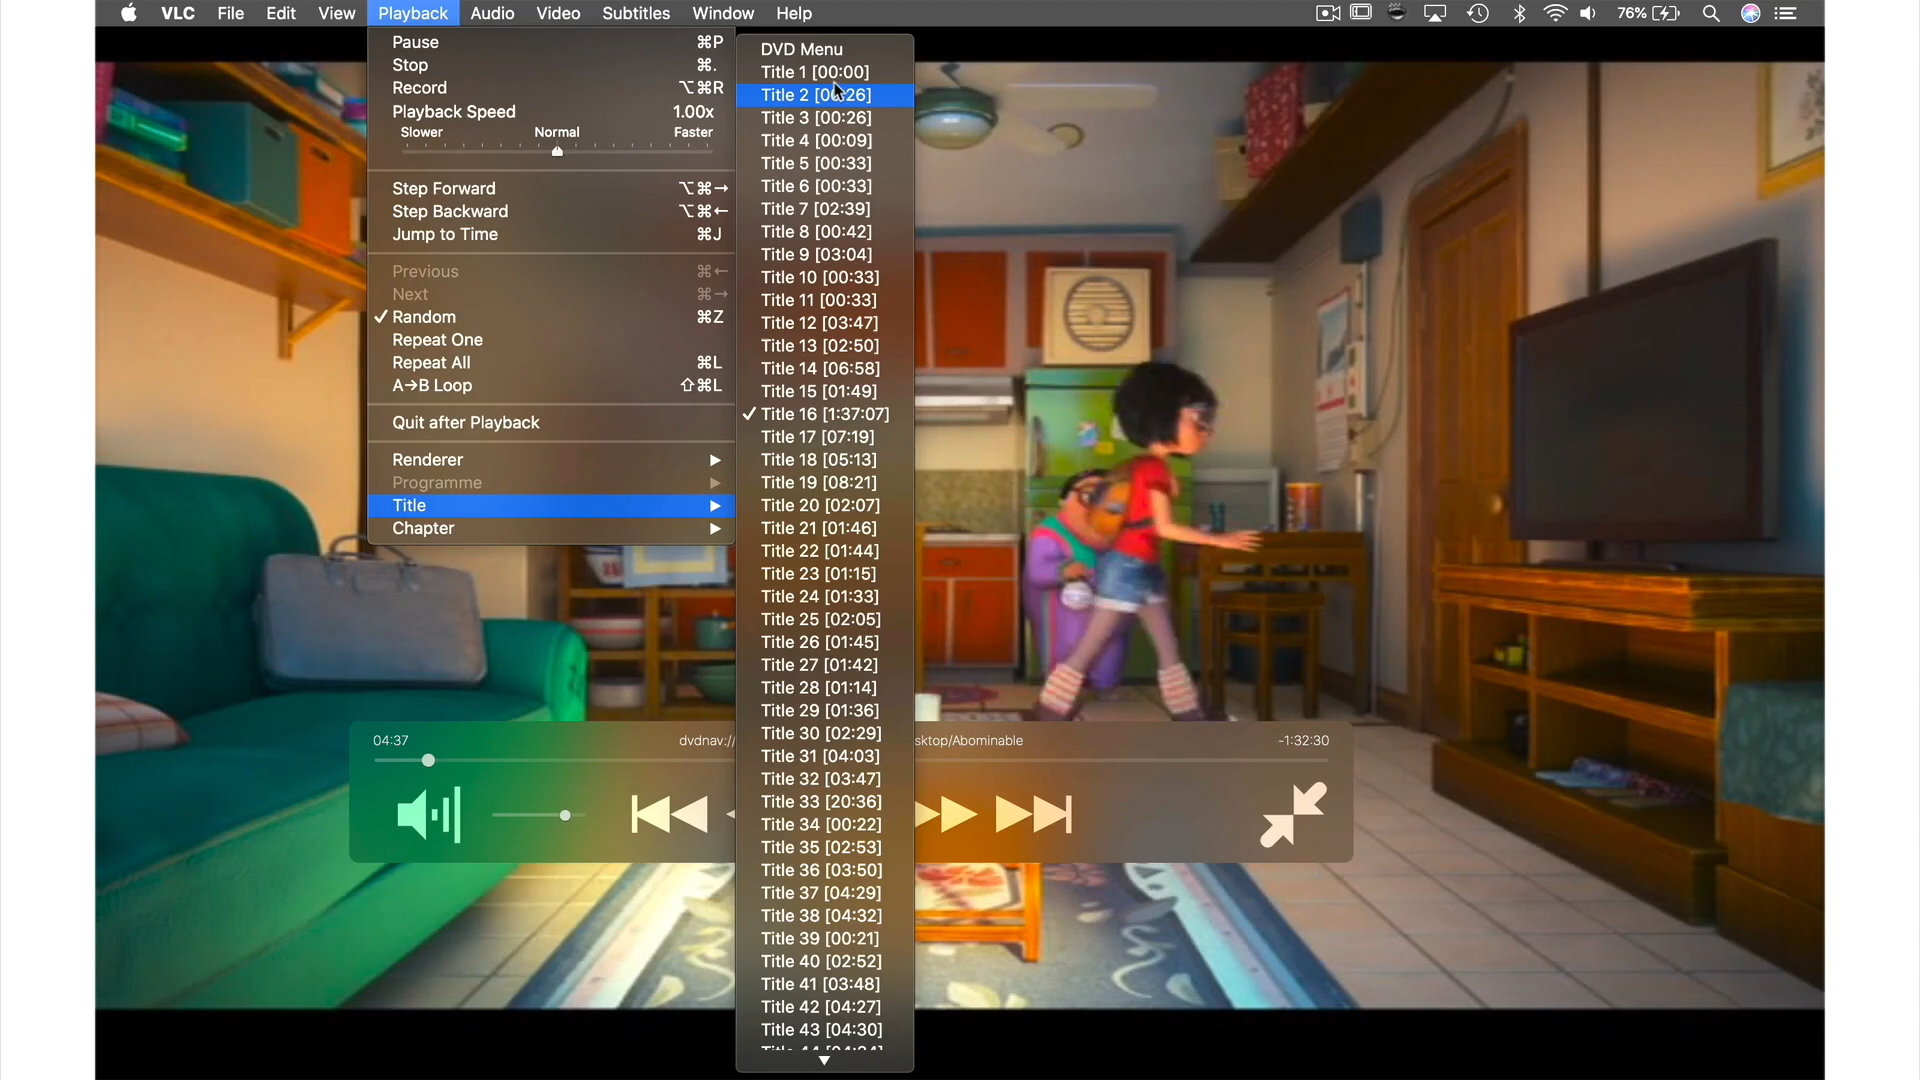 VLC File Edit View Playback Audio Video Subtitles Window Help 76%
Pause ⌘P
Stop ⌘.
Record ⌥⌘R
Playback Speed 1.00x
Slower Normal Faster
Step Forward ⌥⌘→
Step Backward ⌥⌘←
Jump to Time ⌘J
Previous ⌘←
Next ⌘→
✓ Random ⌘Z
Repeat One
Repeat All ⌘L
A→B Loop ⇧⌘L
Quit after Playback
Renderer
Programme
Title
Chapter
DVD Menu
Title 1 [00:00]
Title 2 [00:26]
Title 3 [00:26]
Title 4 [00:09]
Title 5 [00:33]
Title 6 [00:33]
Title 7 [02:39]
Title 8 [00:42]
Title 9 [03:04]
Title 10 [00:33]
Title 11 [00:33]
Title 12 [03:47]
Title 13 [02:50]
Title 14 [06:58]
Title 15 [01:49]
✓ Title 16 [1:37:07]
Title 17 [07:19]
Title 18 [05:13]
Title 19 [08:21]
Title 20 [02:07]
Title 21 [01:46]
Title 22 [01:44]
Title 23 [01:15]
Title 24 [01:33]
Title 25 [02:05]
Title 26 [01:45]
Title 27 [01:42]
Title 28 [01:14]
Title 29 [01:36]
Title 30 [02:29]
Title 31 [04:03]
Title 32 [03:47]
Title 33 [20:36]
Title 34 [00:22]
Title 35 [02:53]
Title 36 [03:50]
Title 37 [04:29]
Title 38 [04:32]
Title 39 [00:21]
Title 40 [02:52]
Title 41 [03:48]
Title 42 [04:27]
Title 43 [04:30]
04:37 dvdnav:// sktop/Abominable -1:32:30